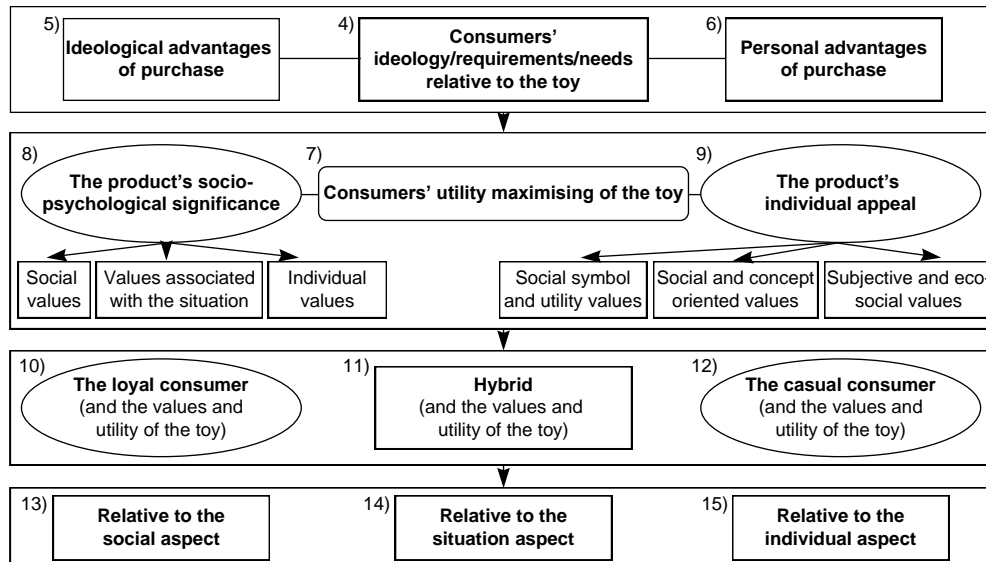 5)
Ideological advantages
of purchase
4)
Consumers’
ideology/requirements/needs
relative to the toy
6)
Personal advantages
of purchase
8)
The product’s socio-
psychological significance
7)
Consumers’ utility maximising of the toy
9)
The product’s
individual appeal
Social
values
Values associated
with the situation
Individual
values
Social symbol
and utility values
Social and concept
oriented values
Subjective and eco-
social values
10)
The loyal consumer
(and the values and
utility of the toy)
11)
Hybrid
(and the values and
utility of the toy)
12)
The casual consumer
(and the values and
utility of the toy)
13)
Relative to the
social aspect
14)
Relative to the
situation aspect
15)
Relative to the
individual aspect